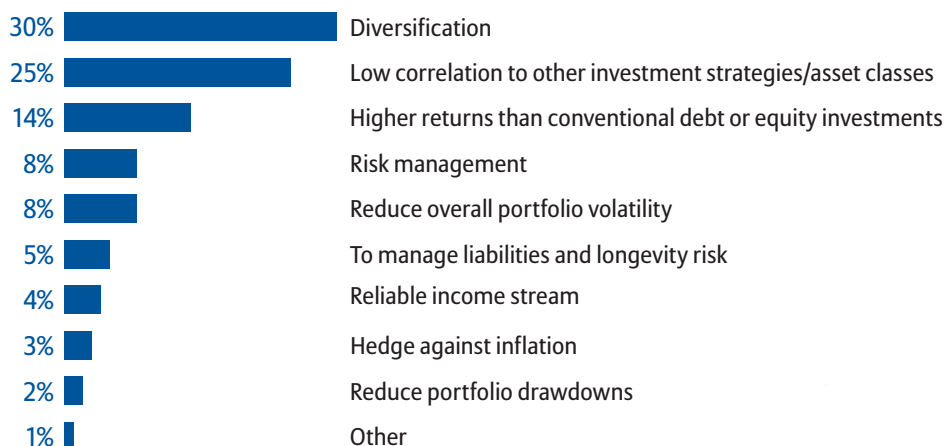 30% Diversification
25% Low correlation to other investment strategies/asset classes
14% Higher returns than conventional debt or equity investments
8% Risk management
8% Reduce overall portfolio volatility
5% To manage liabilities and longevity risk
4% Reliable income stream
3% Hedge against inflation
2% Reduce portfolio drawdowns
1% Other